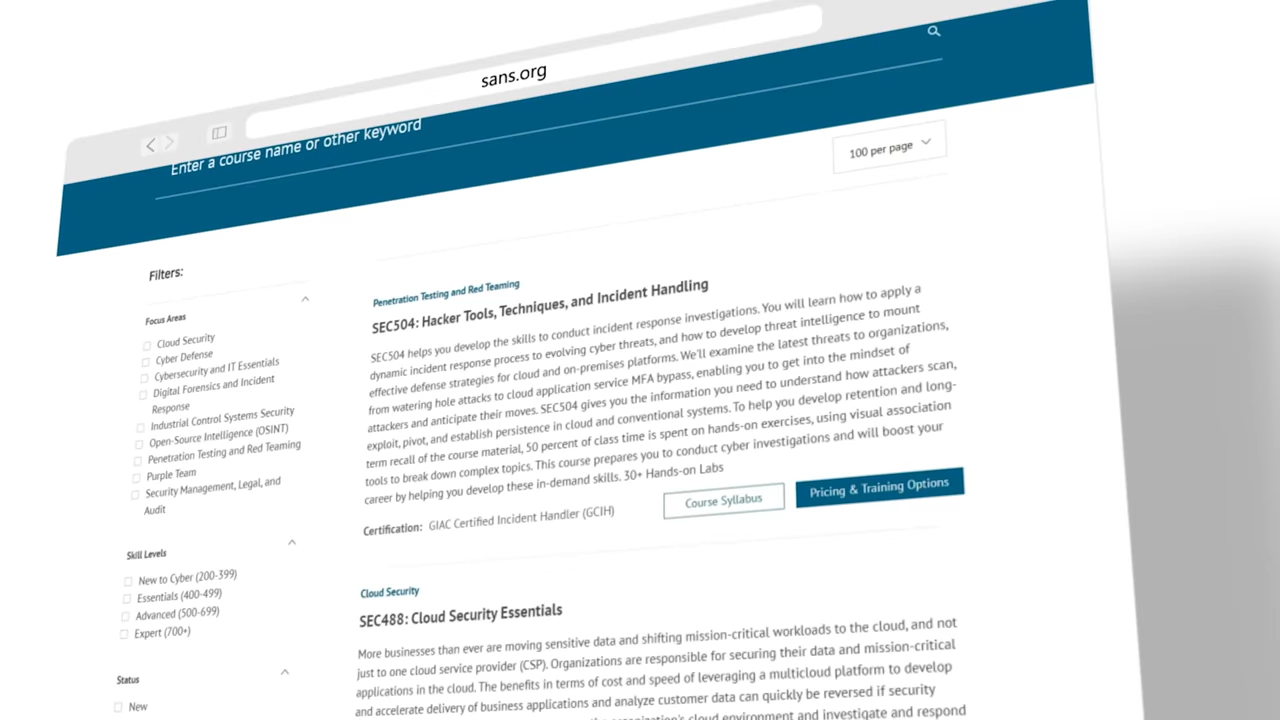 sans.org
Enter a course name or other keyword
100 per page
Filters:
Focus Areas
Cloud Security
Cyber Defense
Cybersecurity and IT Essentials
Digital Forensics and Incident
Response
Industrial Control Systems Security
Open-Source Intelligence (OSINT)
Penetration Testing and Red Teaming
Purple Team
Security Management, Legal, and
Audit
Skill Levels
New to Cyber (200-399)
Essentials (400-499)
Advanced (500-699)
Expert (700+)
Status
New
Penetration Testing and Red Teaming
SEC504: Hacker Tools, Techniques, and Incident Handling
SEC504 helps you develop the skills to conduct incident response investigations. You will learn how to apply a
dynamic incident response process to evolving cyber threats, and how to develop threat intelligence to mount
effective defense strategies for cloud and on-premises platforms. We'll examine the latest threats to organizations,
from watering hole attacks to cloud application service MFA bypass, enabling you to get into the mindset of
attackers and anticipate their moves. SEC504 gives you the information you need to understand how attackers scan,
exploit, pivot, and establish persistence in cloud and conventional systems. To help you develop retention and long-
term recall of the course material, 50 percent of class time is spent on hands-on exercises, using visual association
tools to break down complex topics. This course prepares you to conduct cyber investigations and will boost your
career by helping you develop these in-demand skills. 30+ Hands-on Labs
Certification: GIAC Certified Incident Handler (GCIH)
Course Syllabus
Pricing & Training Options
Cloud Security
SEC488: Cloud Security Essentials
More businesses than ever are moving sensitive data and shifting mission-critical workloads to the cloud, and not
just to one cloud service provider (CSP). Organizations are responsible for securing their data and mission-critical
applications in the cloud. The benefits in terms of cost and speed of leveraging a multicloud platform to develop
and accelerate delivery of business applications and analyze customer data can quickly be reversed if security
cloud environment and investigate and respond